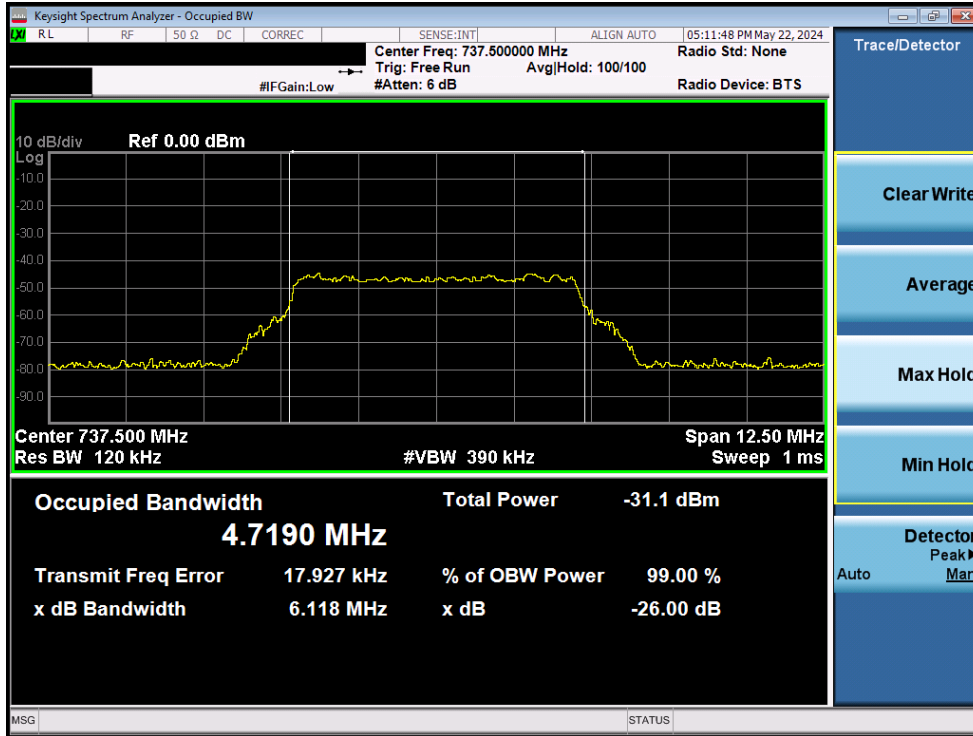 Keysight Spectrum Analyzer - Occupied BW
LXI RL RF 50 Ω DC CORREC SENSE:INT ALIGN AUTO 05:11:48 PM May 22, 2024
Center Freq: 737.500000 MHz Radio Std: None
Trig: Free Run Avg|Hold: 100/100
#IFGain:Low #Atten: 6 dB Radio Device: BTS
Trace/Detector
10 dB/div Ref 0.00 dBm
Log
-10.0
-20.0
-30.0
-40.0
-50.0
-60.0
-70.0
-80.0
-90.0
Center 737.500 MHz Span 12.50 MHz
Res BW 120 kHz #VBW 390 kHz Sweep 1 ms
Occupied Bandwidth Total Power -31.1 dBm
4.7190 MHz
Transmit Freq Error 17.927 kHz % of OBW Power 99.00 %
x dB Bandwidth 6.118 MHz x dB -26.00 dB
Clear Write
Average
Max Hold
Min Hold
Detector
Peak
Auto Man
MSG STATUS